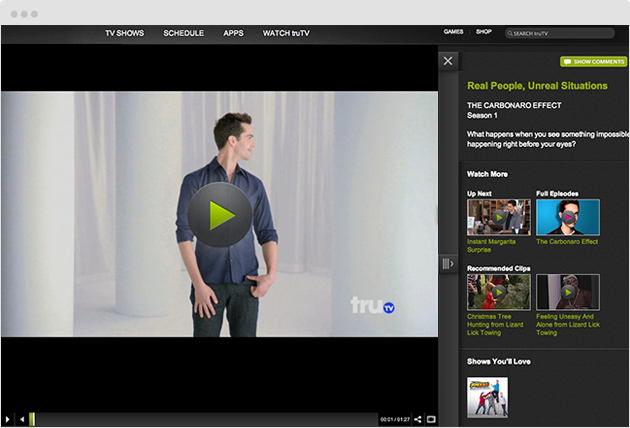 TV SHOWS SCHEDULE APPS WATCH truTV GAMES SHOP SEARCH truTV
SHOW COMMENTS
Real People, Unreal Situations
THE CARBONARO EFFECT
Season 1
What happens when you see something impossible
happening right before your eyes?
Watch More
Up Next
Instant Margarita
Surprise
Full Episodes
The Carbonaro Effect
Recommended Clips
Christmas Tree
Hunting from Lizard
Lick Towing
Feeling Uneasy And
Alone from Lizard Lick
Towing
Shows You'll Love
truTV
00:01 / 01:27